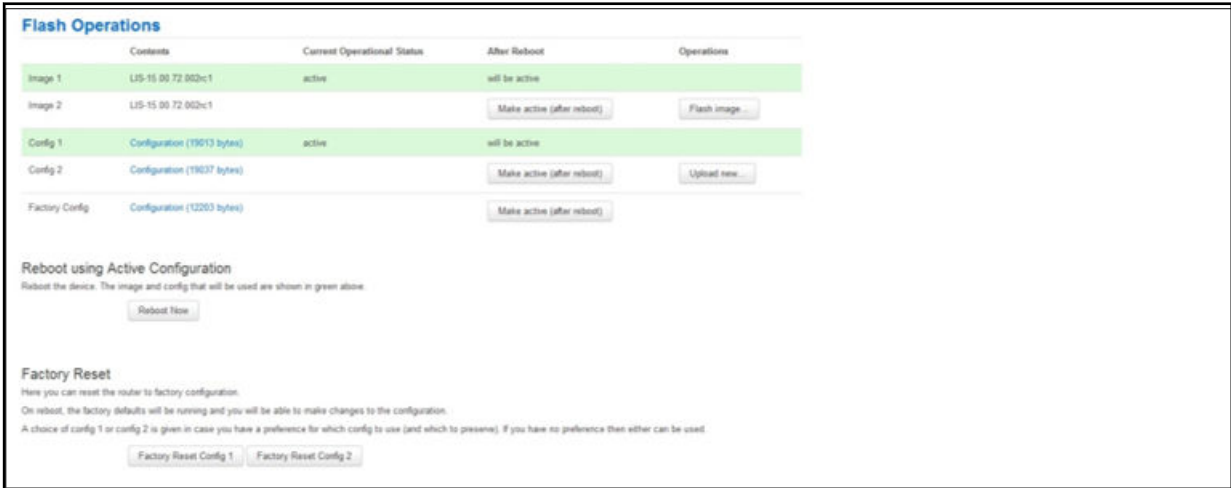 Flash Operations
Contents Current Operational Status After Reboot Operations
Image 1 LIS-15.00.72.002rc1 active will be active
Image 2 LIS-15.00.72.002rc1 Make active (after reboot) Flash image...
Config 1 Configuration (19013 bytes) active will be active
Config 2 Configuration (19037 bytes) Make active (after reboot) Upload new...
Factory Config Configuration (12203 bytes) Make active (after reboot)
Reboot using Active Configuration
Reboot the device. The image and config that will be used are shown in green above.
Reboot Now
Factory Reset
Here you can reset the router to factory configuration.
On reboot, the factory defaults will be running and you will be able to make changes to the configuration.
A choice of config 1 or config 2 is given in case you have a preference for which config to use (and which to preserve). If you have no preference then either can be used.
Factory Reset Config 1 Factory Reset Config 2